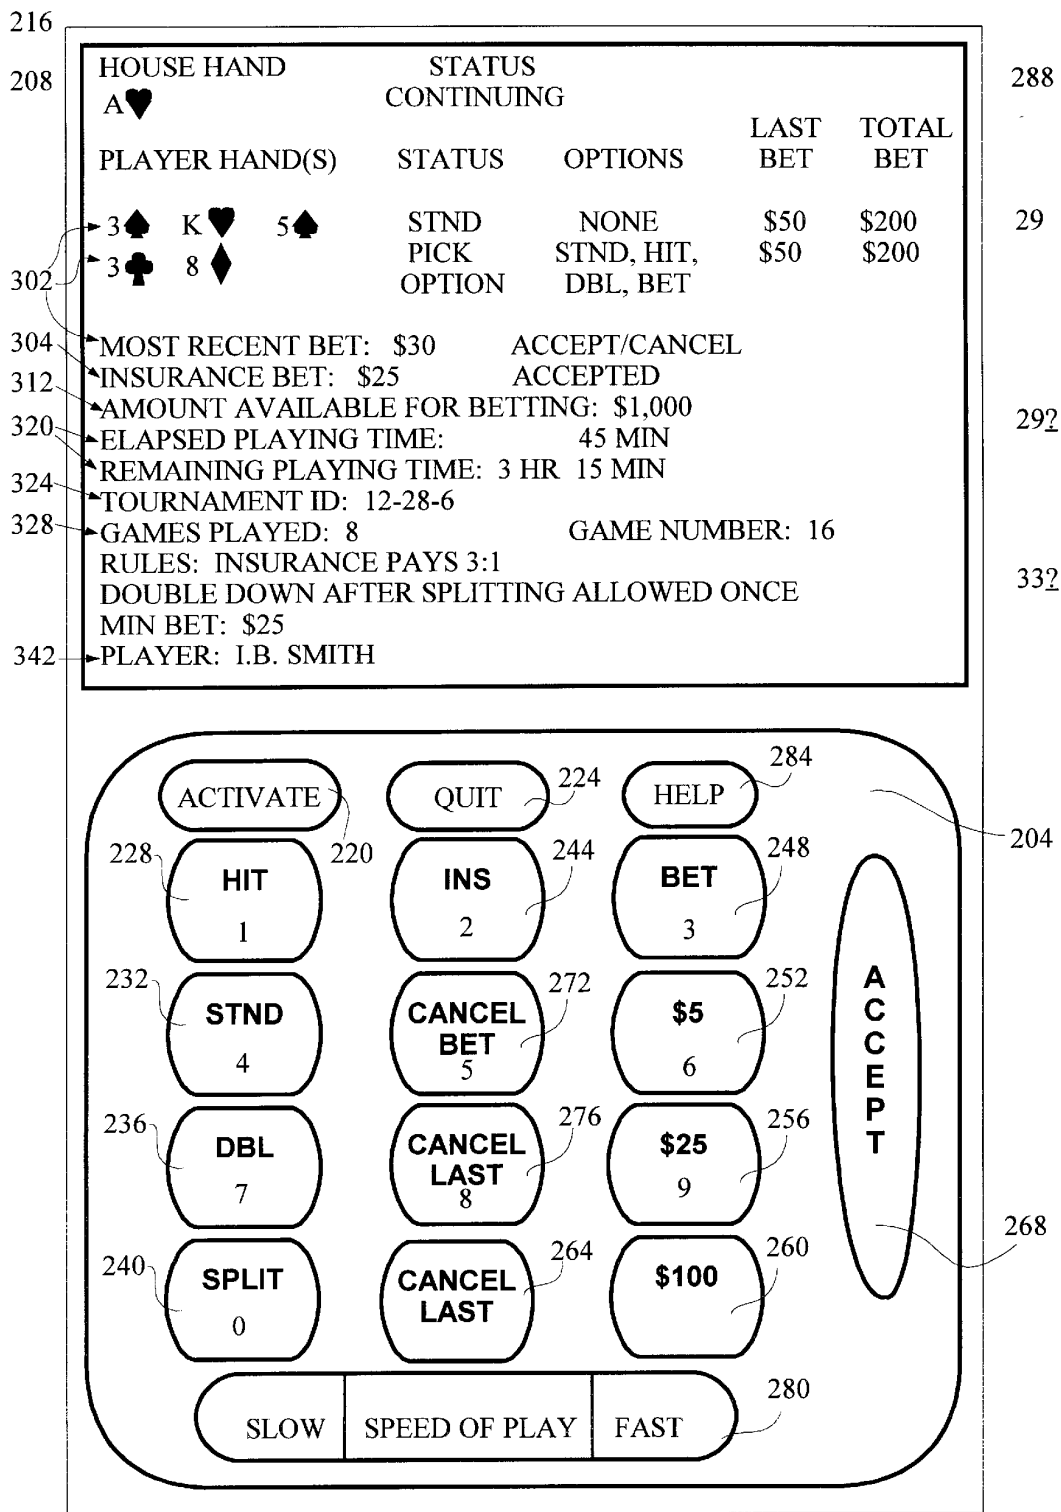 216
208
HOUSE HAND STATUS
A♥ CONTINUING
288
LAST TOTAL
PLAYER HAND(S) STATUS OPTIONS BET BET
3♠ K♥ 5♠ STND NONE $50 $200
29
3♣ 8♦ PICK STND, HIT, $50 $200
OPTION DBL, BET
302
304 MOST RECENT BET: $30 ACCEPT/CANCEL
INSURANCE BET: $25 ACCEPTED
312 AMOUNT AVAILABLE FOR BETTING: $1,000
29?
320 ELAPSED PLAYING TIME: 45 MIN
REMAINING PLAYING TIME: 3 HR 15 MIN
324 TOURNAMENT ID: 12-28-6
328 GAMES PLAYED: 8 GAME NUMBER: 16
RULES: INSURANCE PAYS 3:1
33?
DOUBLE DOWN AFTER SPLITTING ALLOWED ONCE
MIN BET: $25
342 PLAYER: I.B. SMITH
ACTIVATE QUIT 224 HELP 284
204
228 HIT 1 220 INS 2 244 BET 3 248
232 STND 4 CANCEL BET 5 272 $5 6 252
ACCEPT
236 DBL 7 CANCEL LAST 8 276 $25 9 256
268
240 SPLIT 0 CANCEL LAST 264 $100 260
SLOW SPEED OF PLAY FAST 280